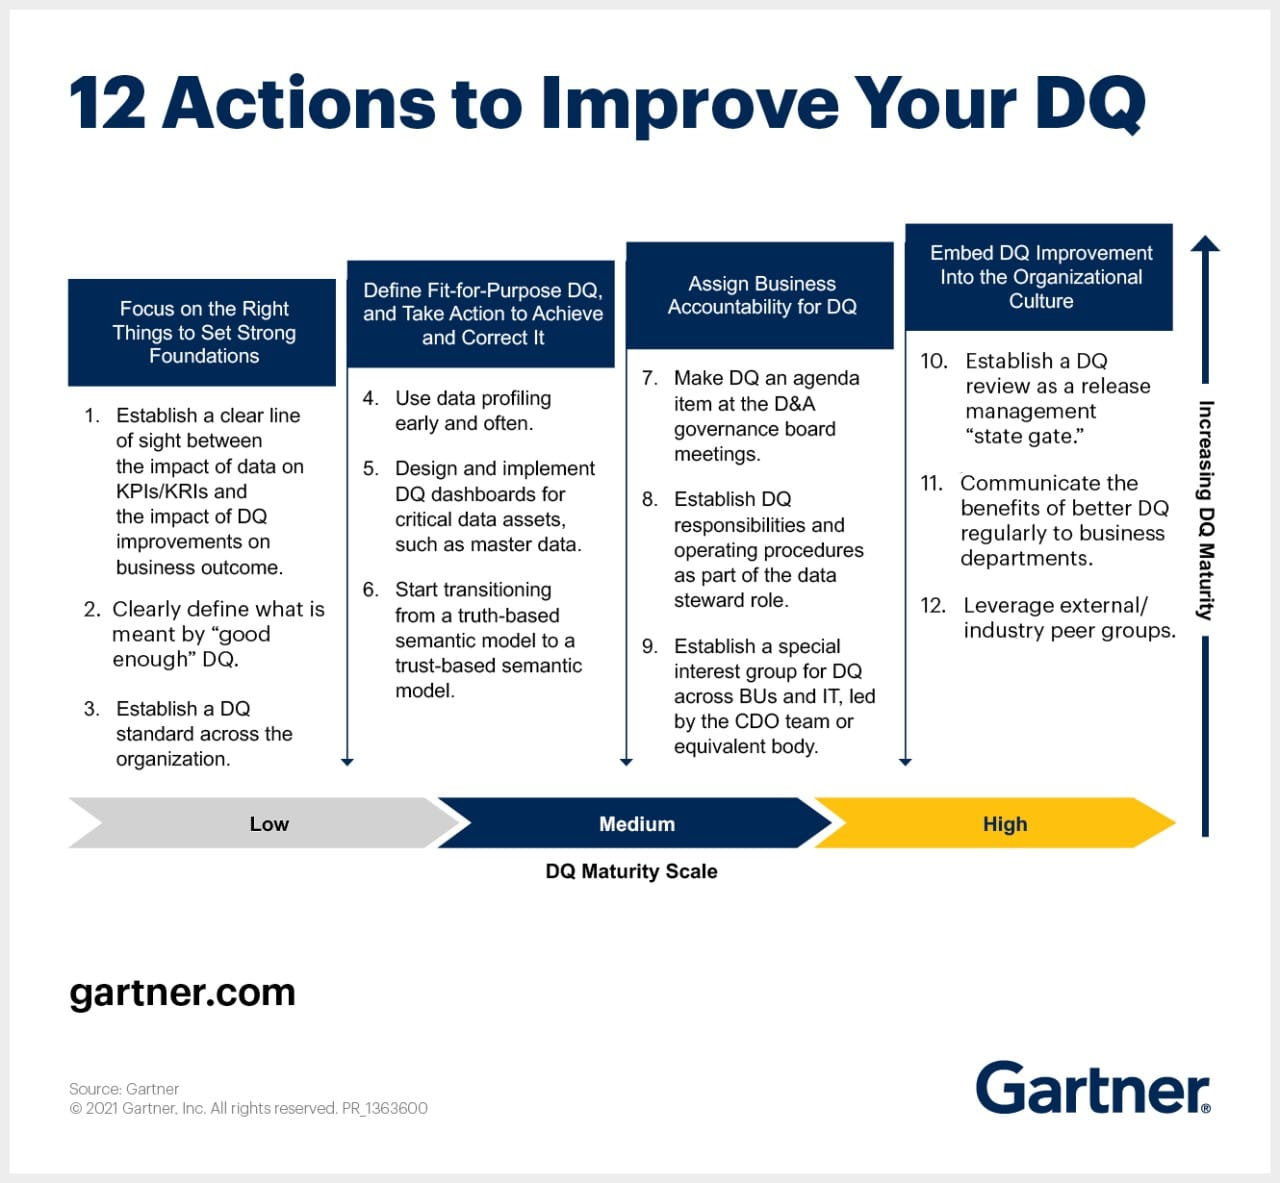 12 Actions to Improve Your DQ
Focus on the Right
Things to Set Strong
Foundations
1. Establish a clear line
of sight between
the impact of data on
KPIs/KRIs and
the impact of DQ
improvements on
business outcome.
2. Clearly define what is
meant by “good
enough” DQ.
3. Establish a DQ
standard across the
organization.
Define Fit-for-Purpose DQ,
and Take Action to Achieve
and Correct It
4. Use data profiling
early and often.
5. Design and implement
DQ dashboards for
critical data assets,
such as master data.
6. Start transitioning
from a truth-based
semantic model to a
trust-based semantic
model.
Assign Business
Accountability for DQ
7. Make DQ an agenda
item at the D&A
governance board
meetings.
8. Establish DQ
responsibilities and
operating procedures
as part of the data
steward role.
9. Establish a special
interest group for DQ
across BUs and IT, led
by the CDO team or
equivalent body.
Embed DQ Improvement
Into the Organizational
Culture
10. Establish a DQ
review as a release
management
“state gate.”
11. Communicate the
benefits of better DQ
regularly to business
departments.
12. Leverage external/
industry peer groups.
Increasing DQ Maturity
Low
Medium
High
DQ Maturity Scale
gartner.com
Source: Gartner
© 2021 Gartner, Inc. All rights reserved. PR_1363600
Gartner®